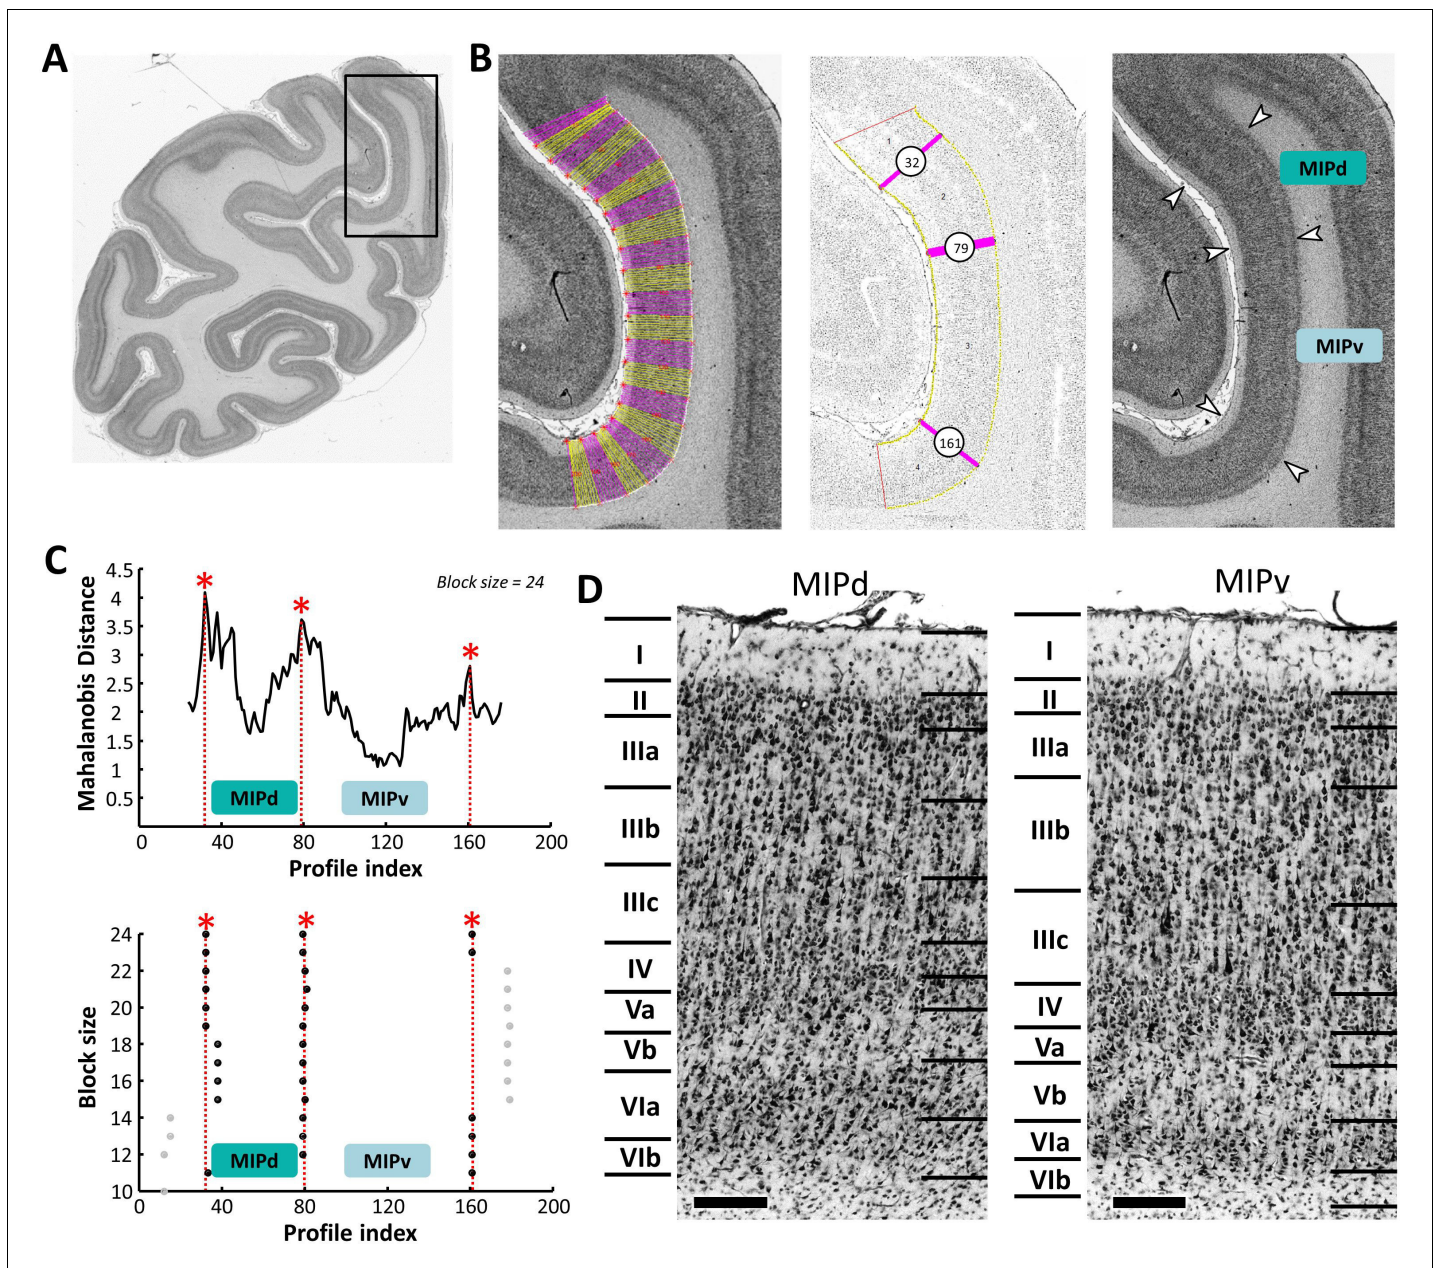 A
B
1
32
2
79
3
161
4
MIPd
MIPv
C
4.5
4
3.5
3
2.5
2
1.5
1
0.5
Mahalanobis Distance
Block size = 24
*
*
*
MIPd
MIPv
0
40
80
120
160
200
Profile index
24
22
20
18
16
14
12
10
Block size
*
*
*
MIPd
MIPv
0
40
80
120
160
200
Profile index
D
MIPd
I
II
IIIa
IIIb
IIIc
IV
Va
Vb
VIa
VIb
MIPv
I
II
IIIa
IIIb
IIIc
IV
Va
Vb
VIa
VIb